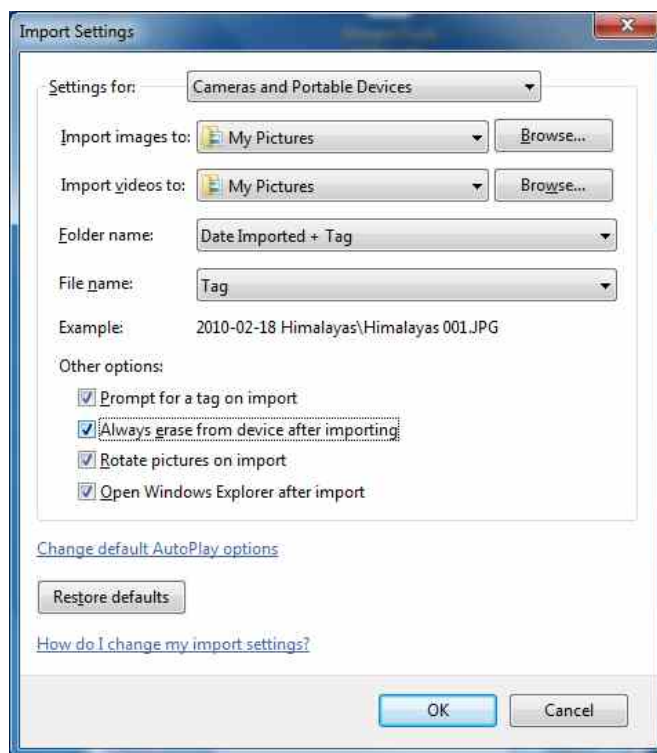 Import Settings
Settings for: Cameras and Portable Devices
Import images to: My Pictures Browse...
Import videos to: My Pictures Browse...
Folder name: Date Imported + Tag
File name: Tag
Example: 2010-02-18 Himalayas\Himalayas 001.JPG
Other options:
Prompt for a tag on import
Always erase from device after importing
Rotate pictures on import
Open Windows Explorer after import
Change default AutoPlay options
Restore defaults
How do I change my import settings?
OK Cancel